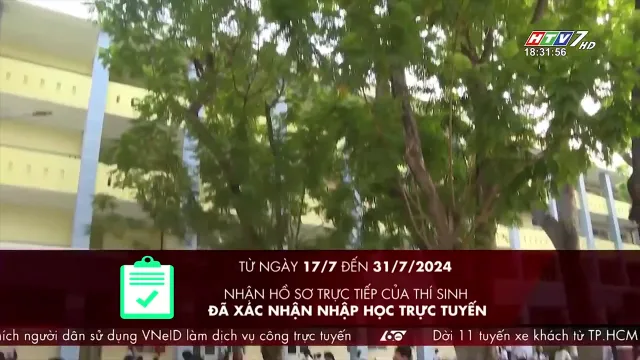 HTV7 HD
18:31:56
TỪ NGÀY 17/7 ĐẾN 31/7/2024
NHẬN HỒ SƠ TRỰC TIẾP CỦA THÍ SINH
ĐÃ XÁC NHẬN NHẬP HỌC TRỰC TUYẾN
hích người dân sử dụng VNeID làm dịch vụ công trực tuyến 60 Dời 11 tuyến xe khách từ TP.HCM